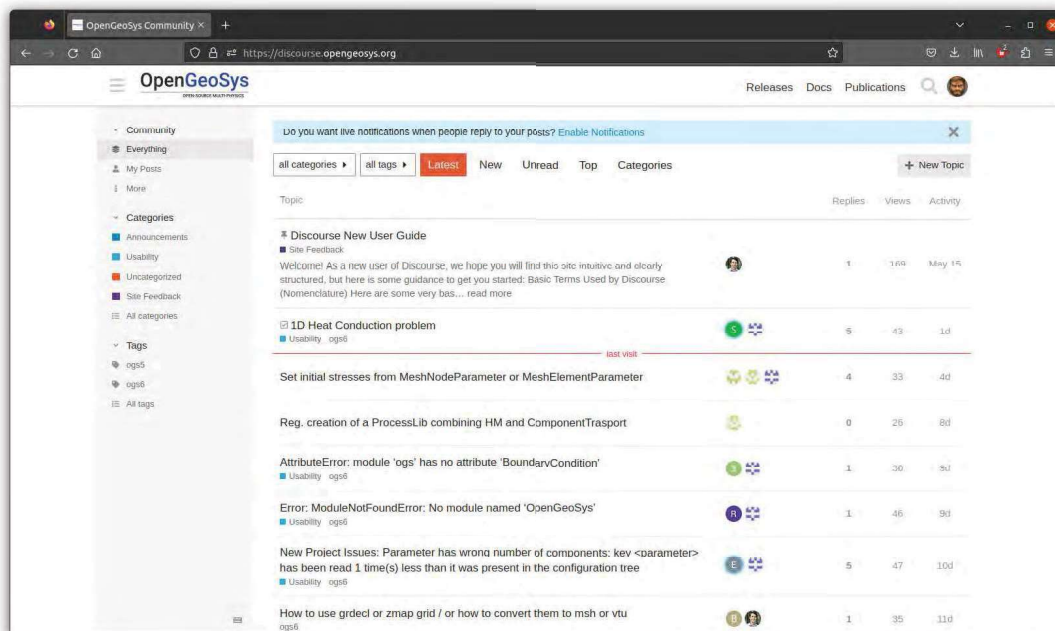 OpenGeoSys Community
https://discourse.opengeosys.org
OpenGeoSys
OPEN-SOURCE MULTI-PHYSICS
Releases Docs Publications
Community
Everything
My Posts
More
Categories
Announcements
Usability
Uncategorized
Site Feedback
All categories
Tags
ogs5
ogs6
All tags
Do you want live notifications when people reply to your posts? Enable Notifications
all categories all tags Latest New Unread Top Categories + New Topic
Topic Replies Views Activity
Discourse New User Guide
Site Feedback
Welcome! As a new user of Discourse, we hope you will find this site intuitive and clearly
structured, but here is some guidance to get you started: Basic Terms Used by Discourse
(Nomenclature) Here are some very bas… read more
1 169 May 15
1D Heat Conduction problem
Usability ogs6
S
43 1d
last visit
Set initial stresses from MeshNodeParameter or MeshElementParameter
4 33 4d
Reg. creation of a ProcessLib combining HM and ComponentTrasport
0 26 8d
AttributeError: module 'ogs' has no attribute 'BoundaryCondition'
Usability ogs6
1 30 9d
Error: ModuleNotFoundError: No module named 'OpenGeoSys'
Usability ogs6
R
1 46 9d
New Project Issues: Parameter has wrong number of components: key <parameter>
has been read 1 time(s) less than it was present in the configuration tree
Usability ogs6
E
5 47 10d
How to use grdecl or zmap grid / or how to convert them to msh or vtu
ogs6
B
1 35 11d